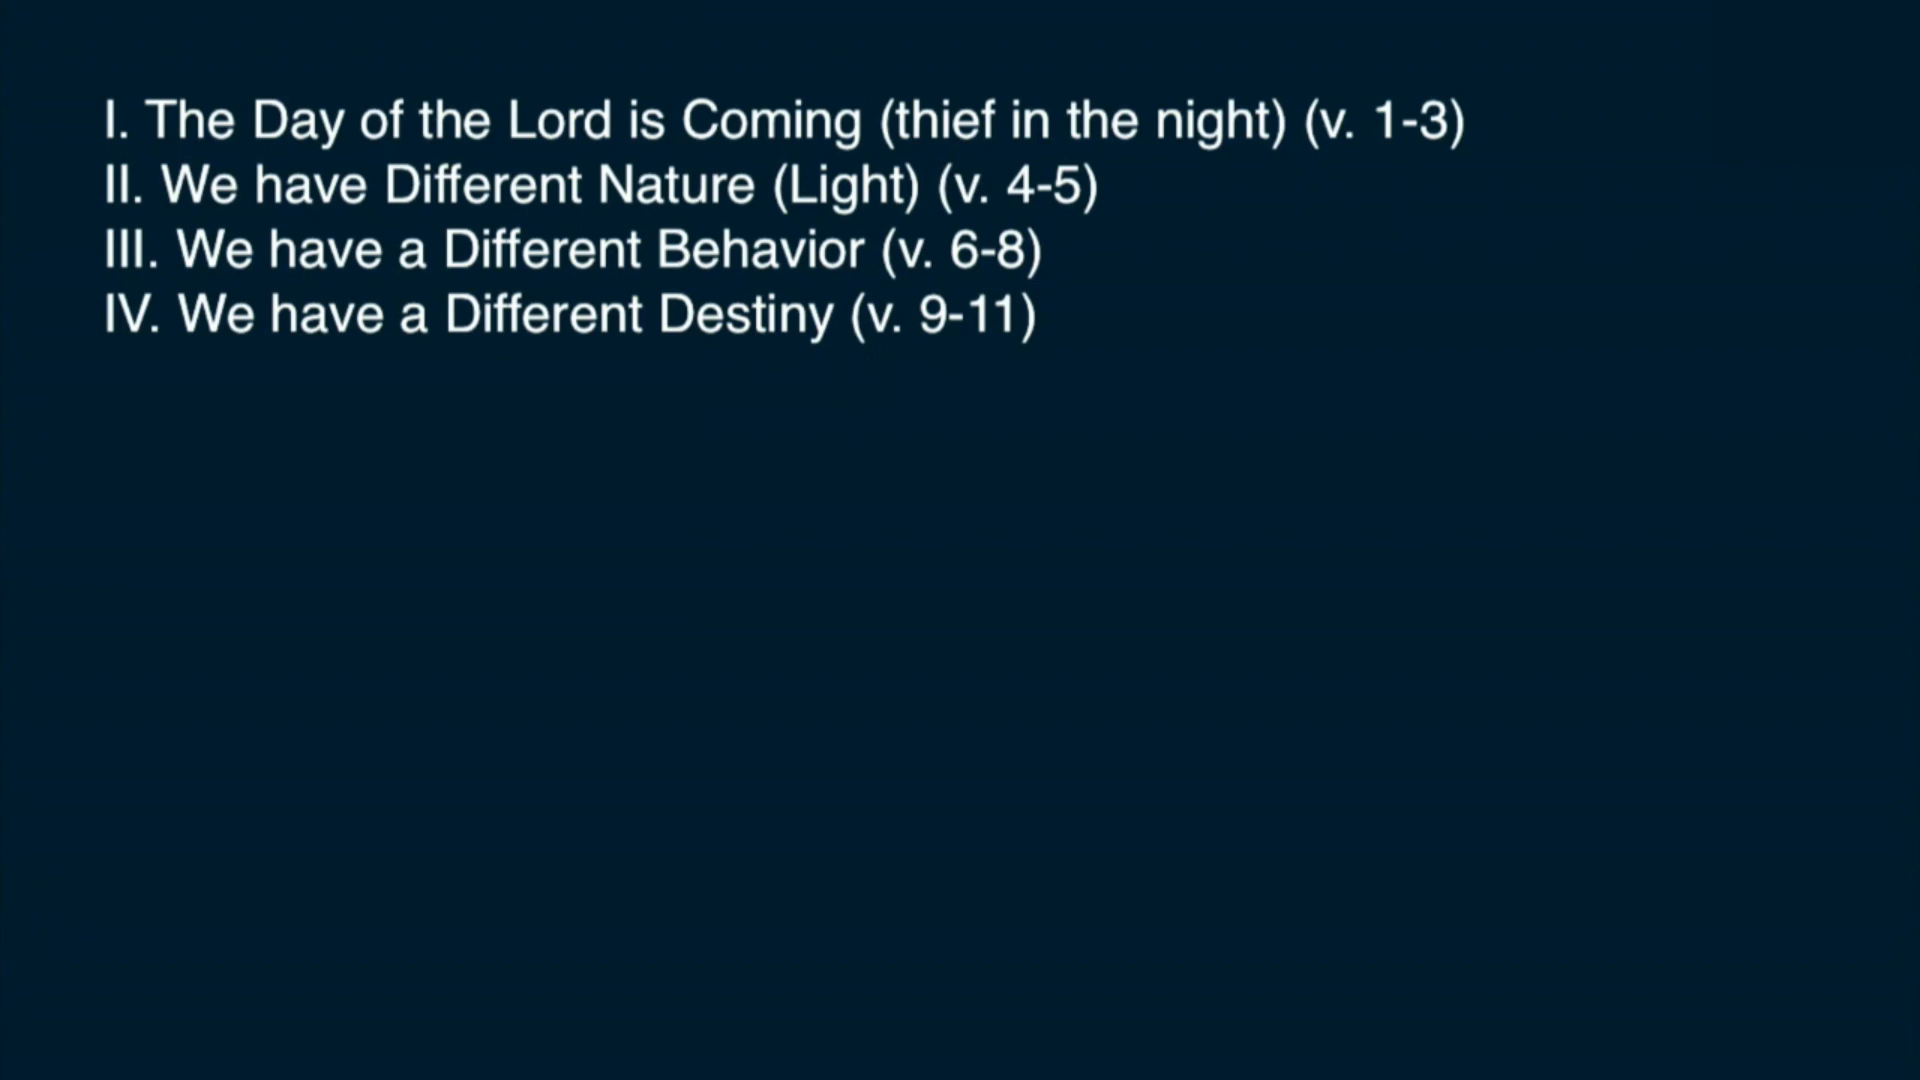 I. The Day of the Lord is Coming (thief in the night) (v. 1-3)
II. We have Different Nature (Light) (v. 4-5)
III. We have a Different Behavior (v. 6-8)
IV. We have a Different Destiny (v. 9-11)